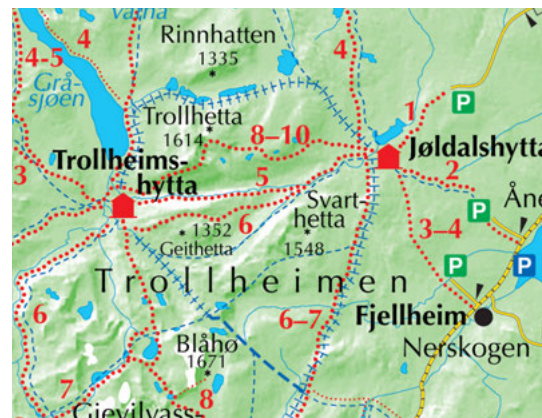 Varna
4
4-5
Grå-
sjøen
Rinnhatten
1335
4
Trollhetta
1614
8–10
1
P
Jøldalshytta
Trollheims-
hytta
3
5
2
Svart-
hetta
1548
6
1352
Geithetta
P
3–4
Trollheimen
P
P
6
6–7
Fjellheim
Nerskogen
Blåhø
1671
7
8